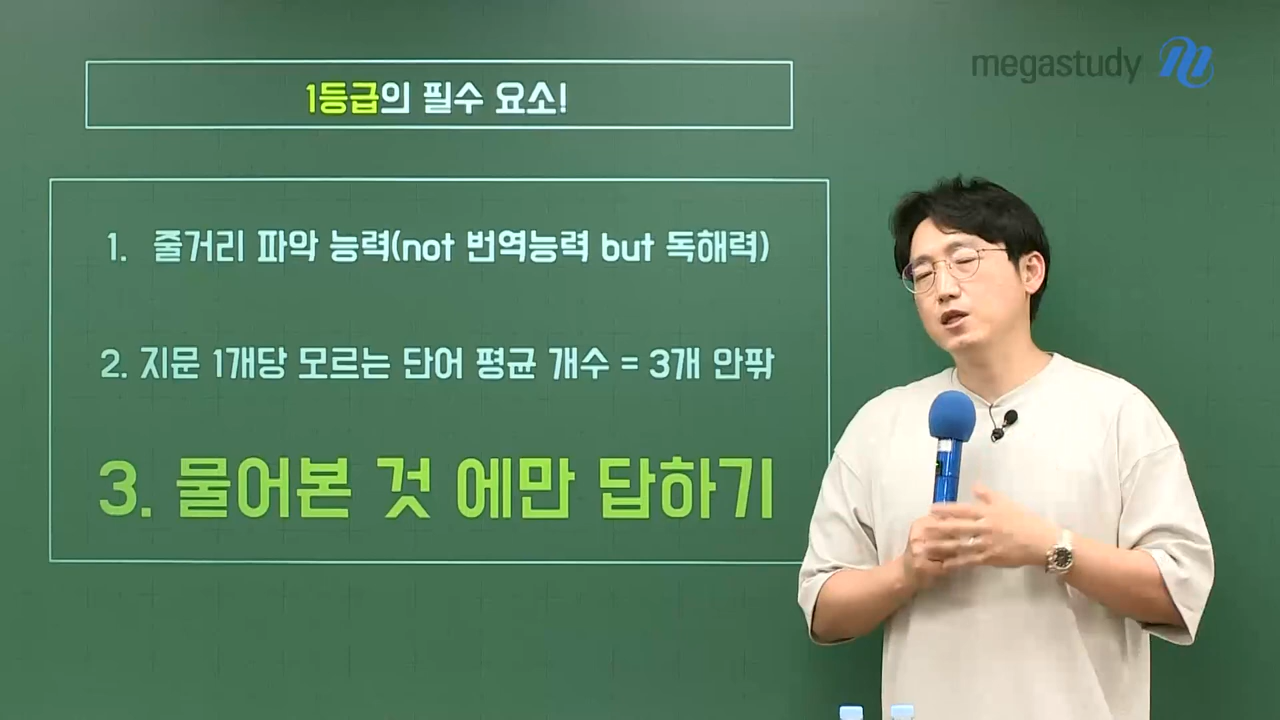 megastudy
1등급의 필수 요소!
1. 줄거리 파악 능력(not 번역능력 but 독해력)
2. 지문 1개당 모르는 단어 평균 개수 = 3개 안팎
3. 물어본 것 에만 답하기